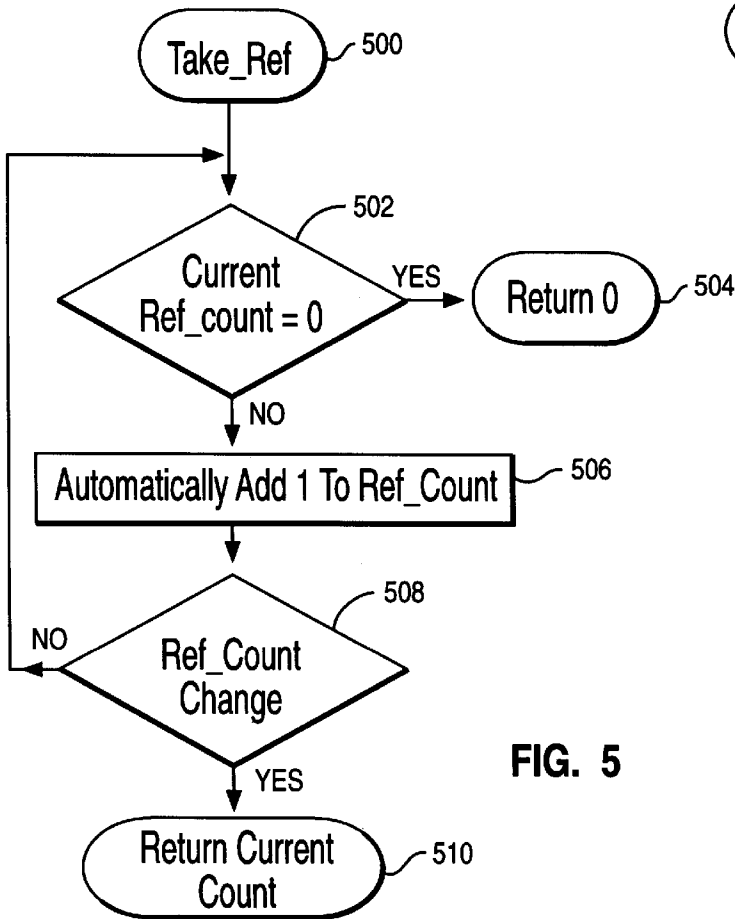 Take_Ref
500
502
Current
Ref_count = 0
YES
Return 0
504
NO
Automatically Add 1 To Ref_Count
506
508
NO
Ref_Count
Change
YES
FIG. 5
Return Current
Count
510